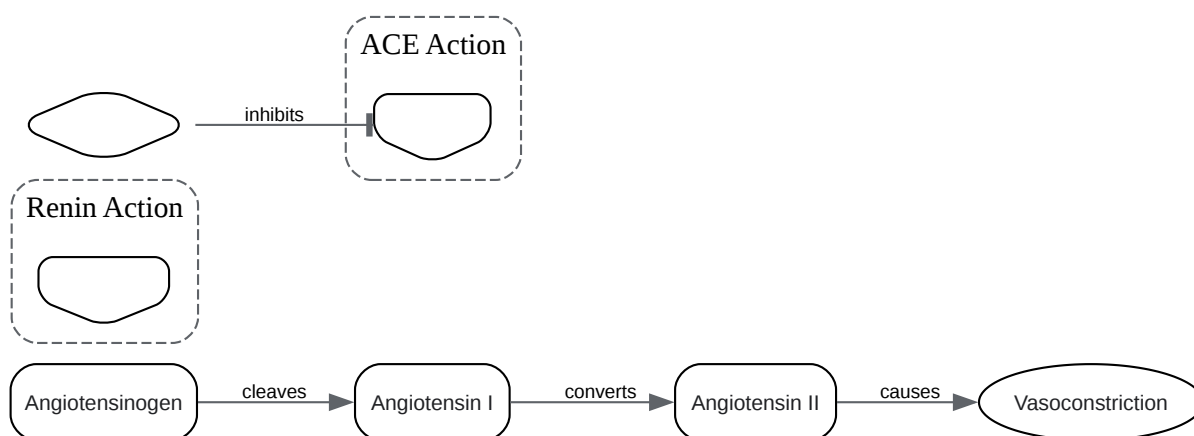 ACE Action
inhibits
Renin Action
Angiotensinogen
cleaves
Angiotensin I
converts
Angiotensin II
causes
Vasoconstriction